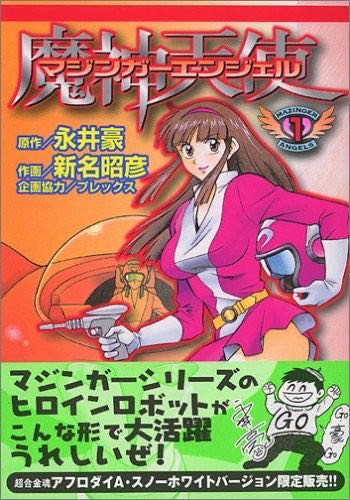 魔神天使
マジンガーエンジェル
MAZINGER
1
ANGELS
原作/永井豪
作画/新名昭彦
企画協力/ブレックス
マジンガーシリーズの
ヒロインロボットが
こんな形で大活躍
うれしいぜ!
GO
Go
豪
Go
永井豪
超合金魂アフロダイA・スノーホワイトバージョン限定販売!!